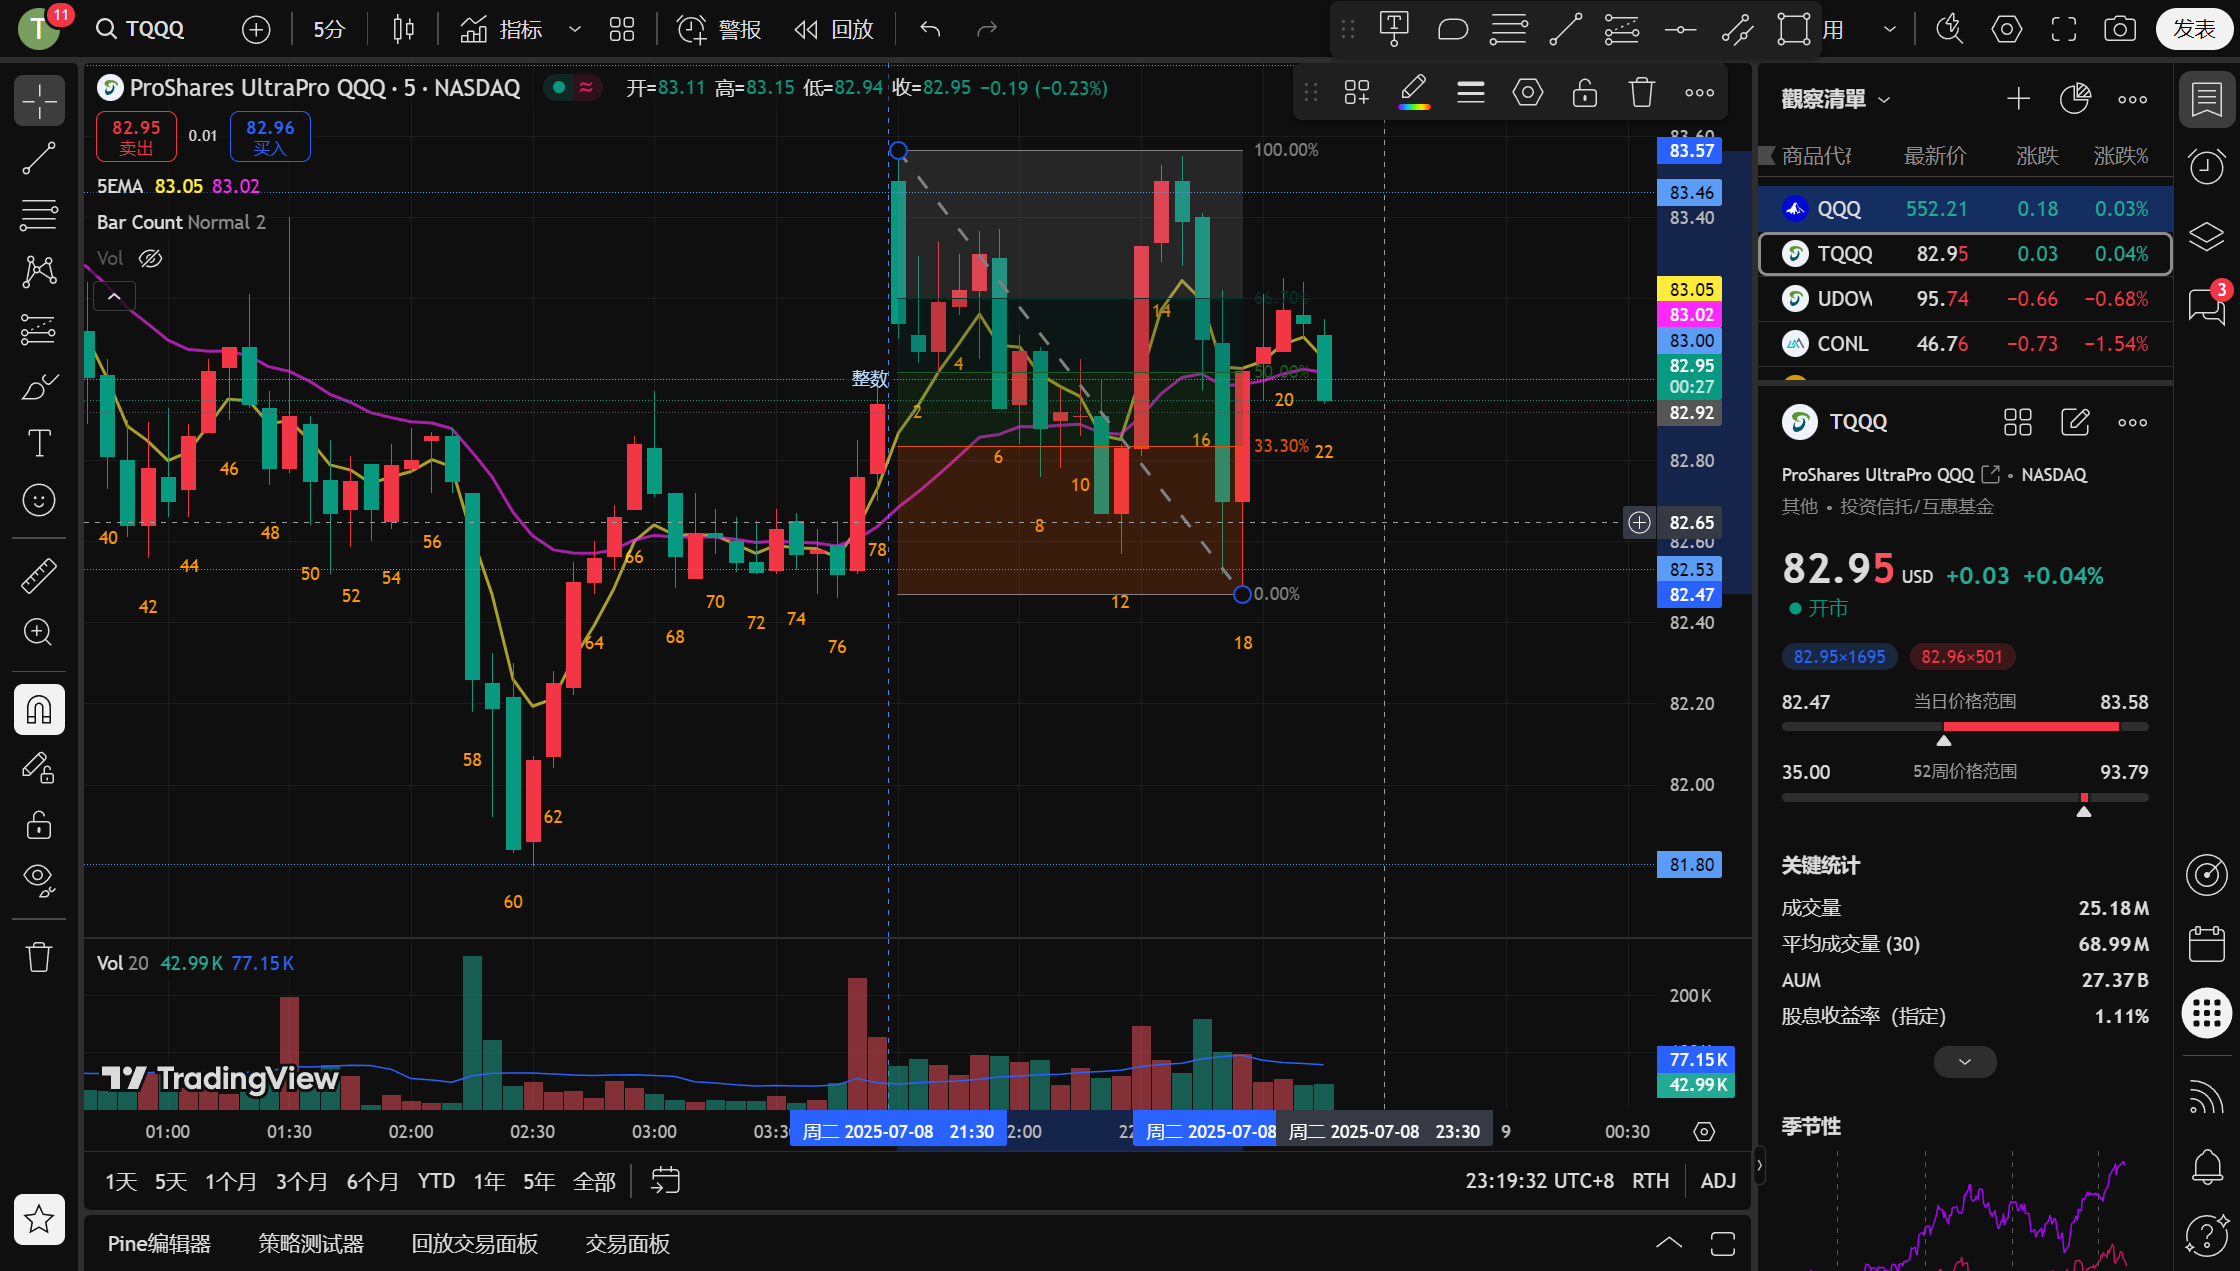 T 11 TQQQ 5分 指标 警报 回放 用 发表
ProShares UltraPro QQQ · 5 · NASDAQ 开=83.11 高=83.15 低=82.94 收=82.95 −0.19 (−0.23%)
82.95 卖出 0.01 82.96 买入
5EMA 83.05 83.02
Bar Count Normal 2
Vol
整数
100.00%
66.70%
50.00%
33.30%
0.00%
40 42 44 46 48 50 52 54 56 58 60 62 64 66 68 70 72 74 76 78
2 4 6 8 10 12 14 16 18 20 22
83.60
83.57
83.46
83.40
83.05
83.02
83.00
82.95
00:27
82.92
82.80
82.65
82.60
82.53
82.47
82.40
82.20
82.00
81.80
Vol 20 42.99K 77.15K
200K
77.15K
42.99K
TradingView
01:00 01:30 02:00 02:30 03:00 03:3 周二 2025-07-08 21:30 2:00 22 周二 2025-07-08 周二 2025-07-08 23:30 9 00:30
1天 5天 1个月 3个月 6个月 YTD 1年 5年 全部 23:19:32 UTC+8 RTH ADJ
Pine编辑器 策略测试器 回放交易面板 交易面板
觀察清單
商品代 最新价 涨跌 涨跌%
QQQ 552.21 0.18 0.03%
TQQQ 82.95 0.03 0.04%
UDOW 95.74 −0.66 −0.68%
CONL 46.76 −0.73 −1.54%
3
TQQQ
ProShares UltraPro QQQ • NASDAQ
其他 • 投资信托/互惠基金
82.95 USD +0.03 +0.04%
开市
82.95×1695 82.96×501
82.47 当日价格范围 83.58
35.00 52周价格范围 93.79
关键统计
成交量 25.18M
平均成交量 (30) 68.99M
AUM 27.37B
股息收益率（指定） 1.11%
季节性